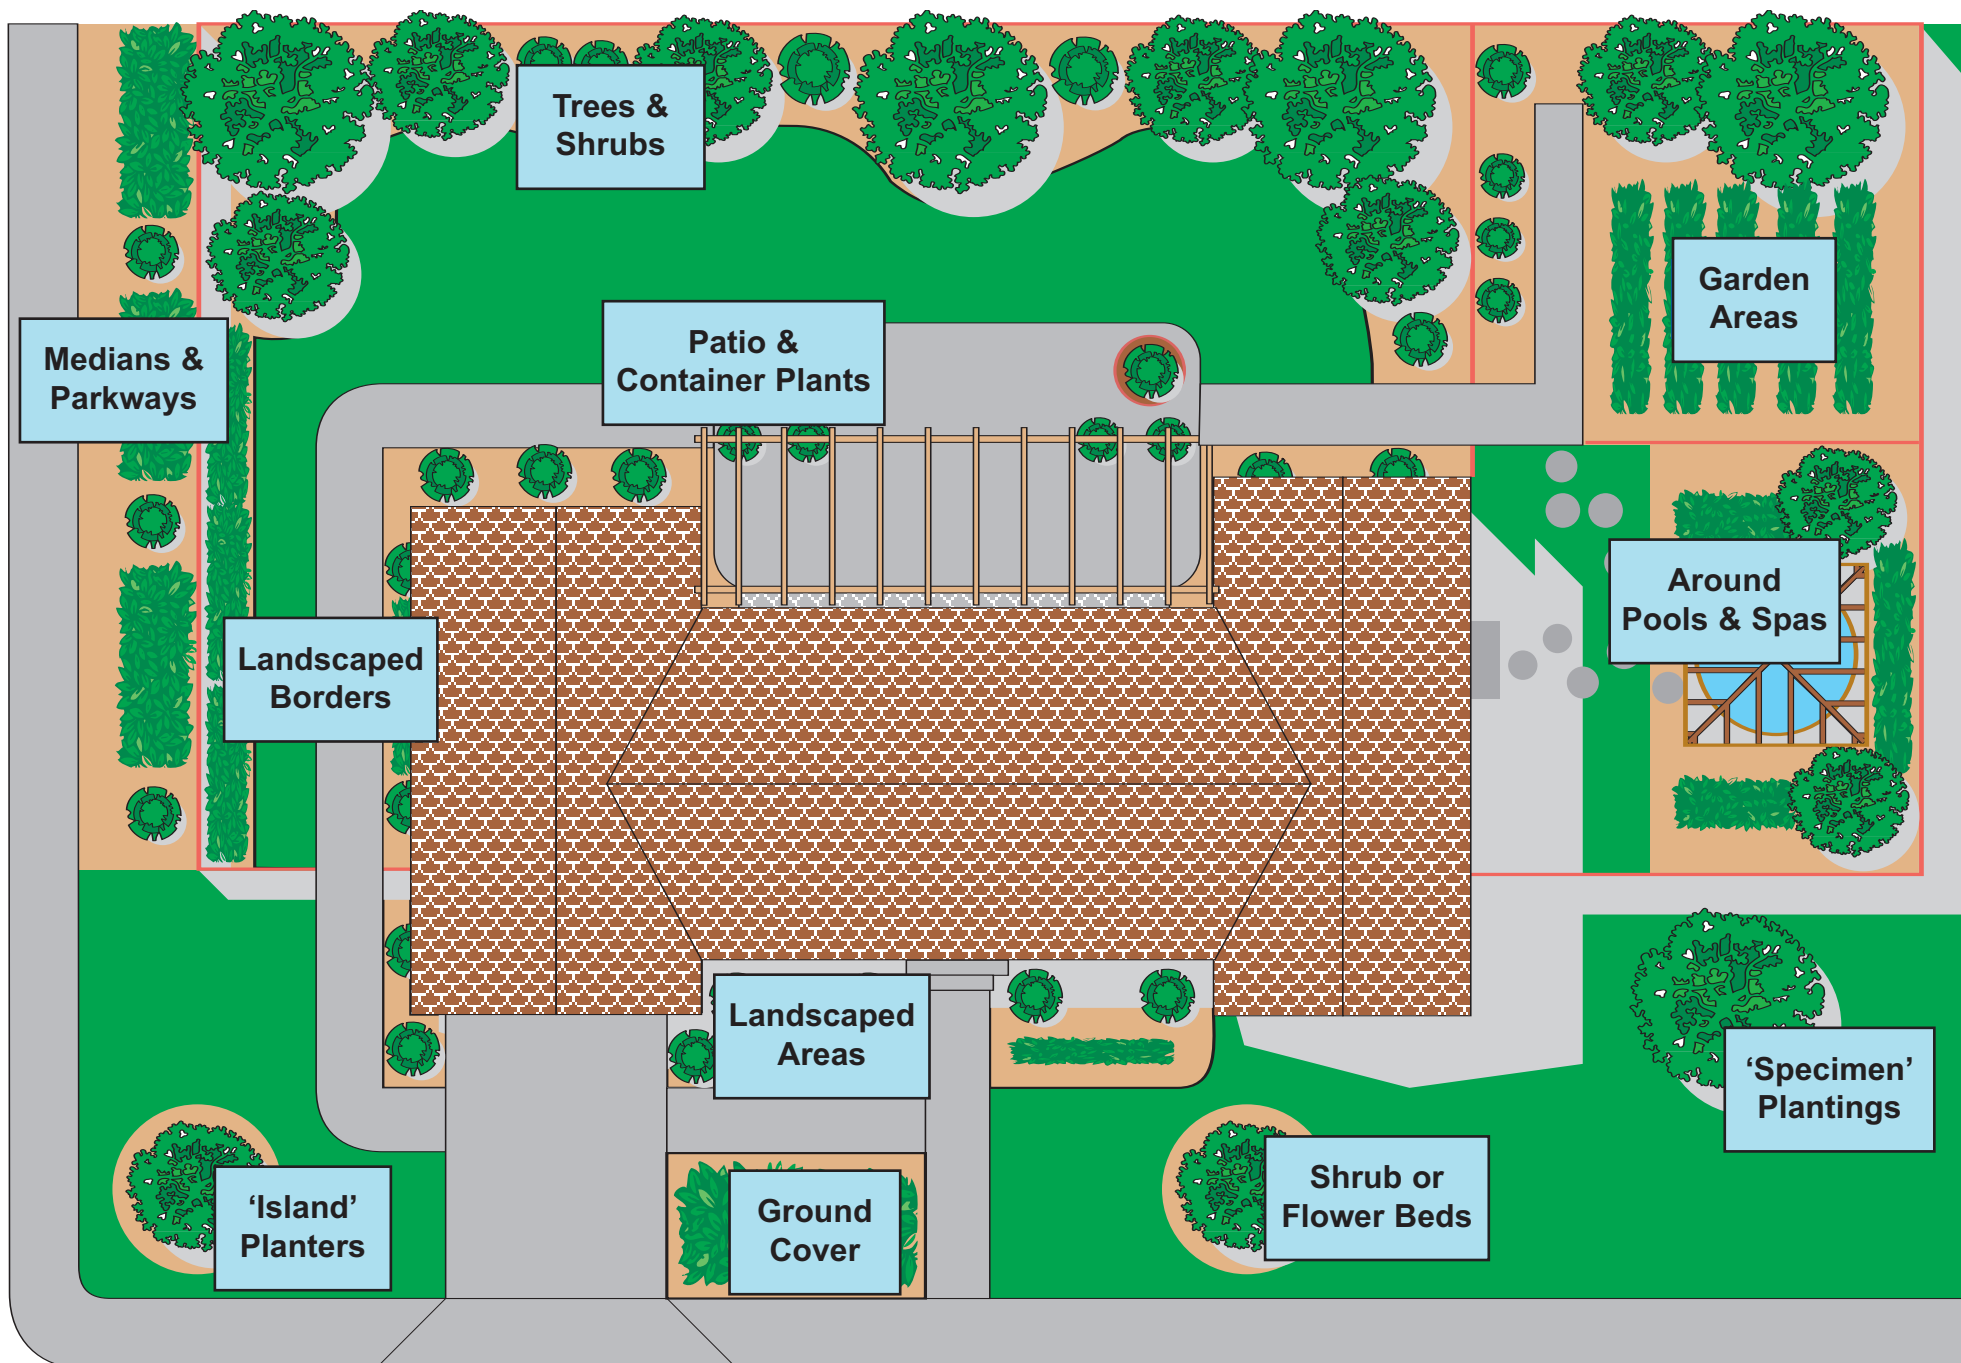 Trees &
Shrubs
Garden
Areas
Medians &
Parkways
Patio &
Container Plants
Around
Pools & Spas
Landscaped
Borders
Landscaped
Areas
‘Specimen’
Plantings
‘Island’
Planters
Ground
Cover
Shrub or
Flower Beds